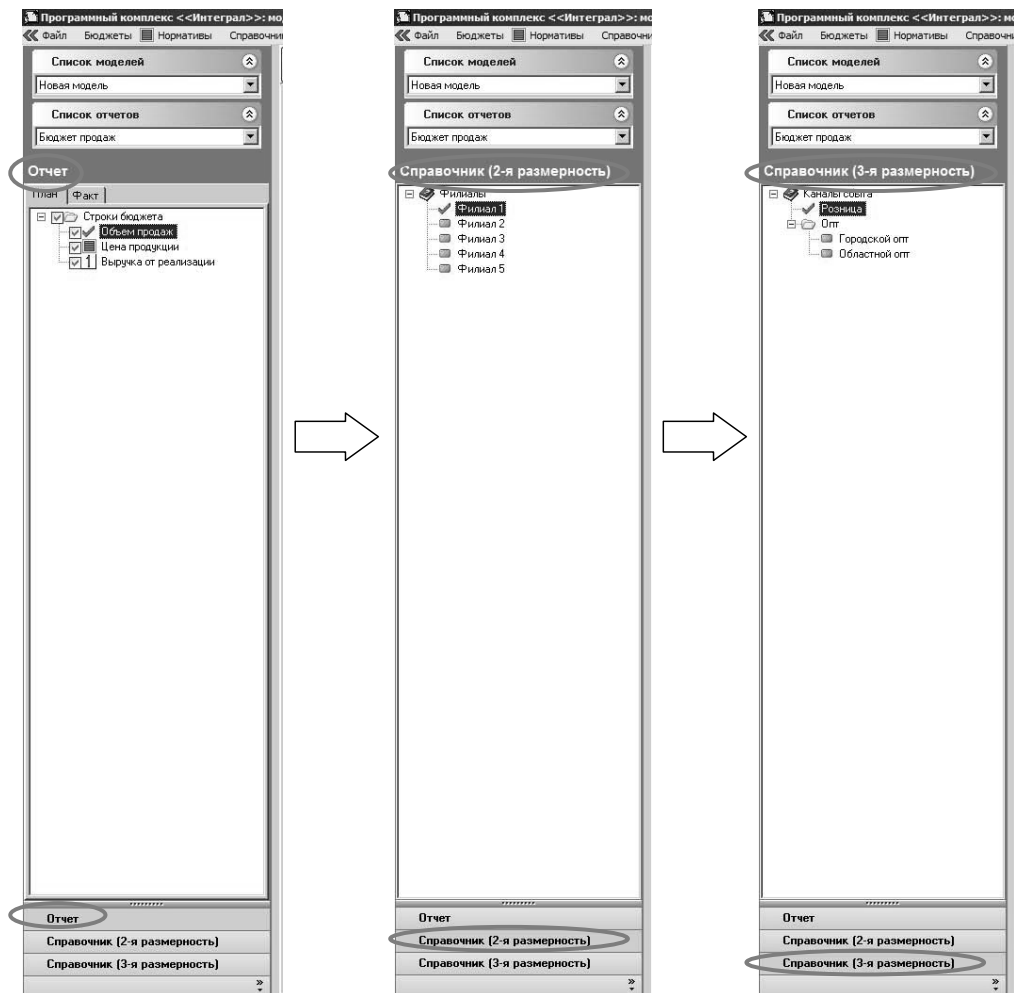 Программный комплекс <<Интеграл>>: мо
Файл Бюджеты Нормативы Справочни
Список моделей
Новая модель
Список отчетов
Бюджет продаж
Отчет
План Факт
Строки бюджета
Объем продаж
Цена продукции
1 Выручка от реализации
Отчет
Справочник (2-я размерность)
Справочник (3-я размерность)
Программный комплекс <<Интеграл>>: мо
Файл Бюджеты Нормативы Справочни
Список моделей
Новая модель
Список отчетов
Бюджет продаж
Справочник (2-я размерность)
Филиалы
Филиал 1
Филиал 2
Филиал 3
Филиал 4
Филиал 5
Отчет
Справочник (2-я размерность)
Справочник (3-я размерность)
Программный комплекс <<Интеграл>>: м
Файл Бюджеты Нормативы Справочн
Список моделей
Новая модель
Список отчетов
Бюджет продаж
Справочник (3-я размерность)
Каналы сбыта
Розница
Опт
Городской опт
Областной опт
Отчет
Справочник (2-я размерность)
Справочник (3-я размерность)